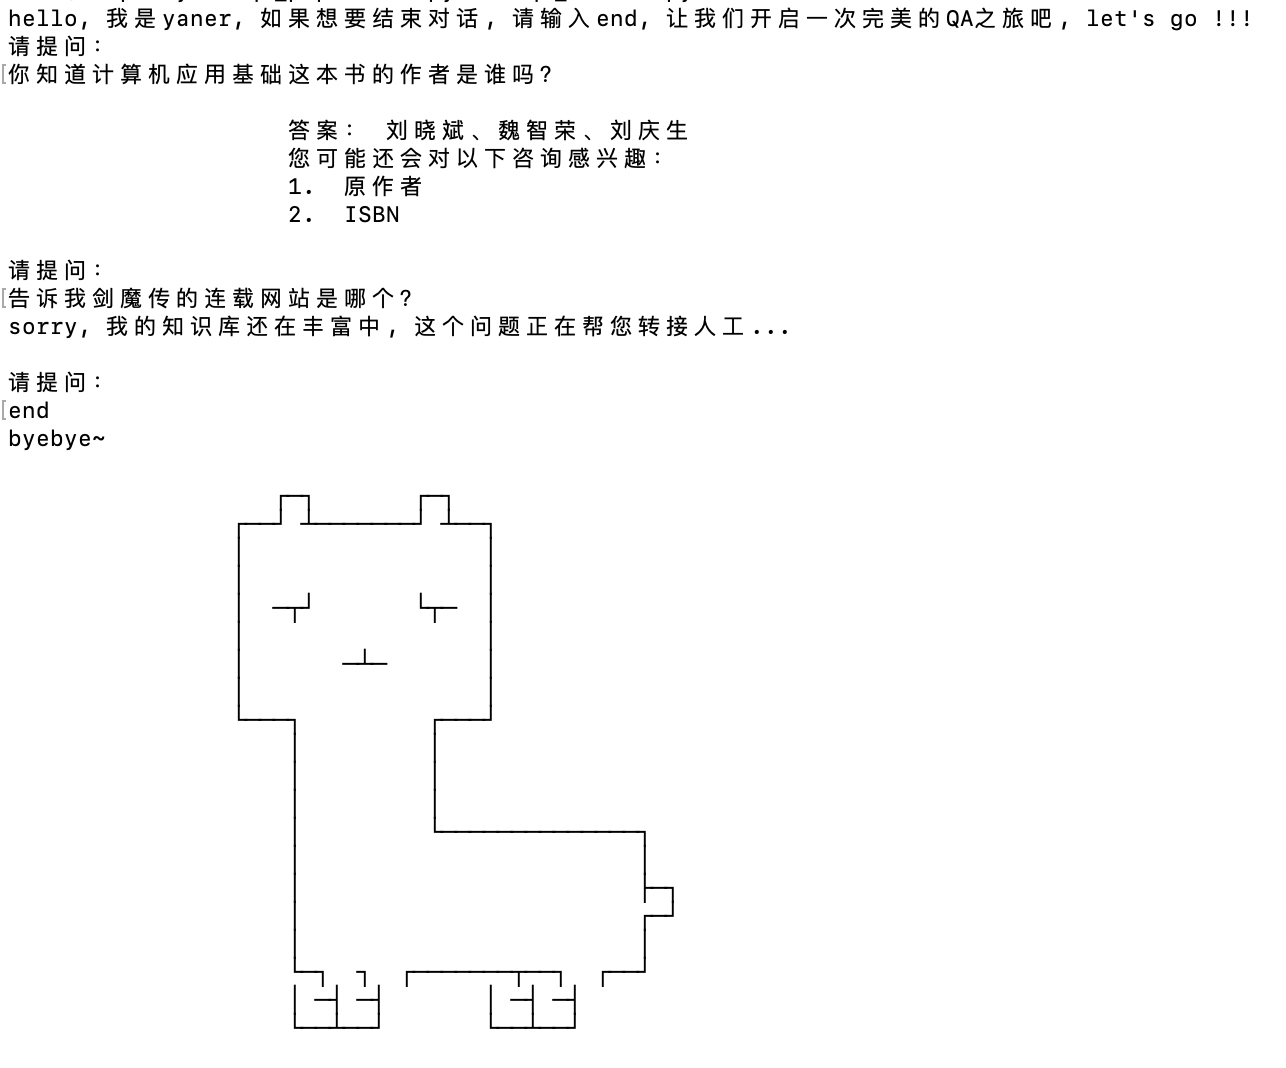 hello, 我是yaner, 如果想要结束对话, 请输入end, 让我们开启一次完美的QA之旅吧, let's go !!!
请提问:
你知道计算机应用基础这本书的作者是谁吗?
答案: 刘晓斌、魏智荣、刘庆生
您可能还会对以下咨询感兴趣:
1. 原作者
2. ISBN
请提问:
告诉我剑魔传的连载网站是哪个?
sorry, 我的知识库还在丰富中, 这个问题正在帮您转接人工...
请提问:
end
byebye~